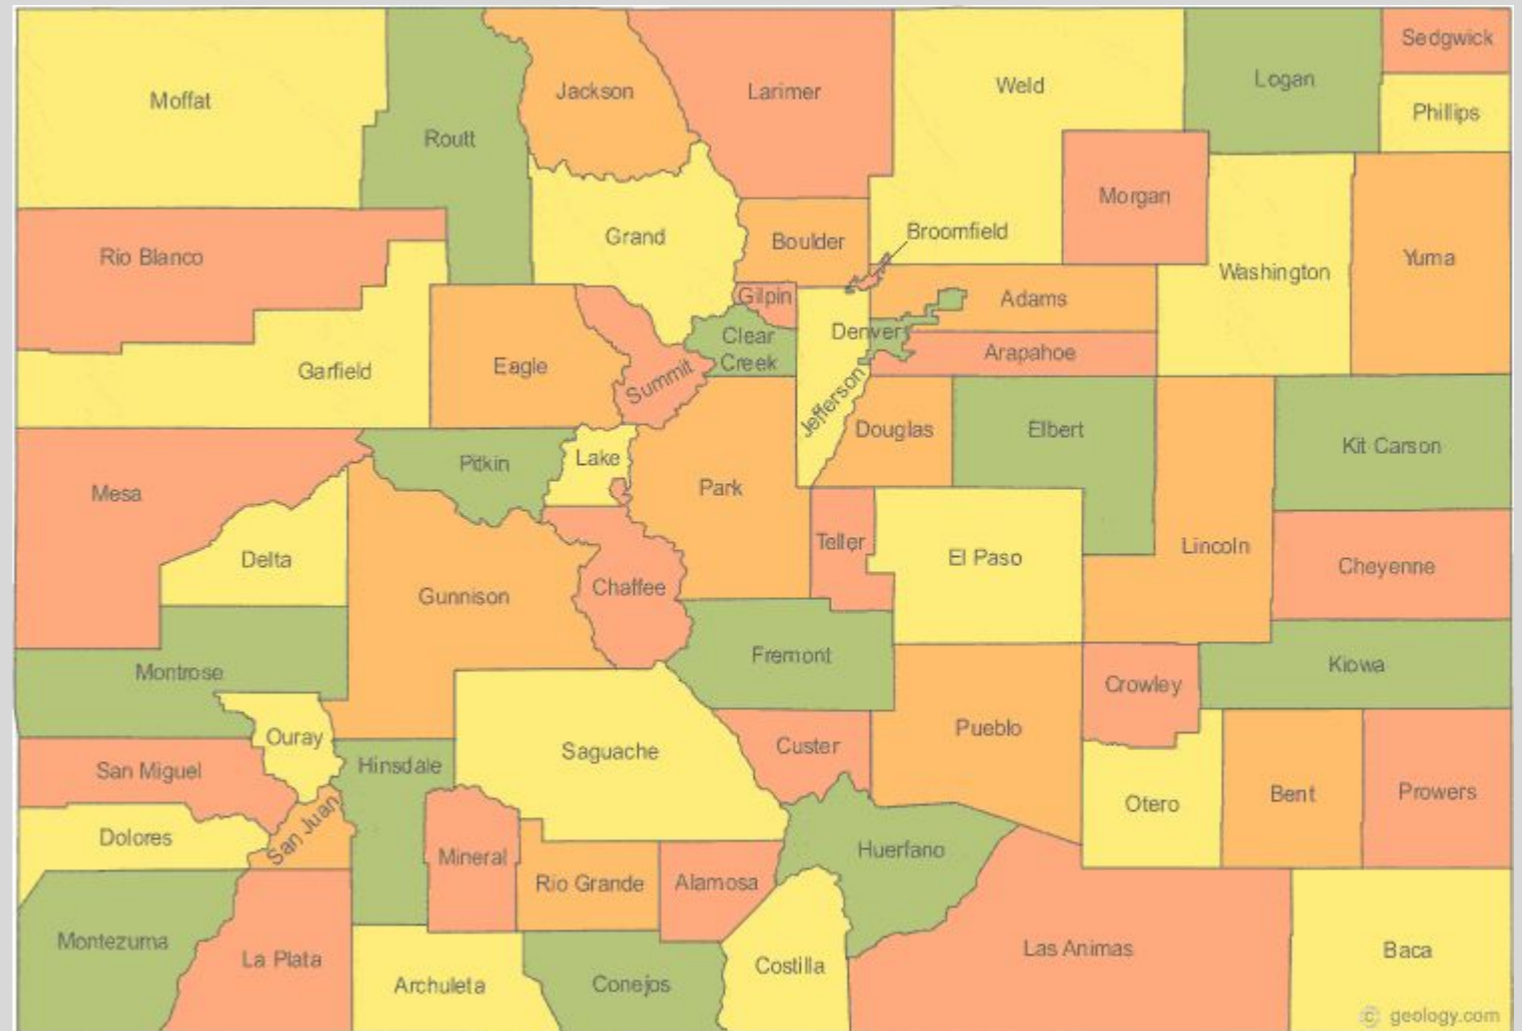 Sedgwick
Logan
Weld
Jackson
Larimer
Moffat
Phillips
Routt
Morgan
Broomfield
Grand
Boulder
Rio Blanco
Yuma
Washington
Gilpin
Adams
Denver
Clear
Creek
Arapahoe
Eagle
Garfield
Summit
Jefferson
Douglas
Elbert
Kit Carson
Lake
Pitkin
Park
Mesa
Teller
Lincoln
El Paso
Delta
Cheyenne
Chaffee
Gunnison
Fremont
Kiowa
Montrose
Crowley
Pueblo
Ouray
Custer
Saguache
Hinsdale
San Miguel
Prowers
Bent
Otero
San Juan
Dolores
Huerfano
Mineral
Rio Grande
Alamosa
Montezuma
Las Animas
Baca
La Plata
Costilla
Conejos
Archuleta
© geology.com